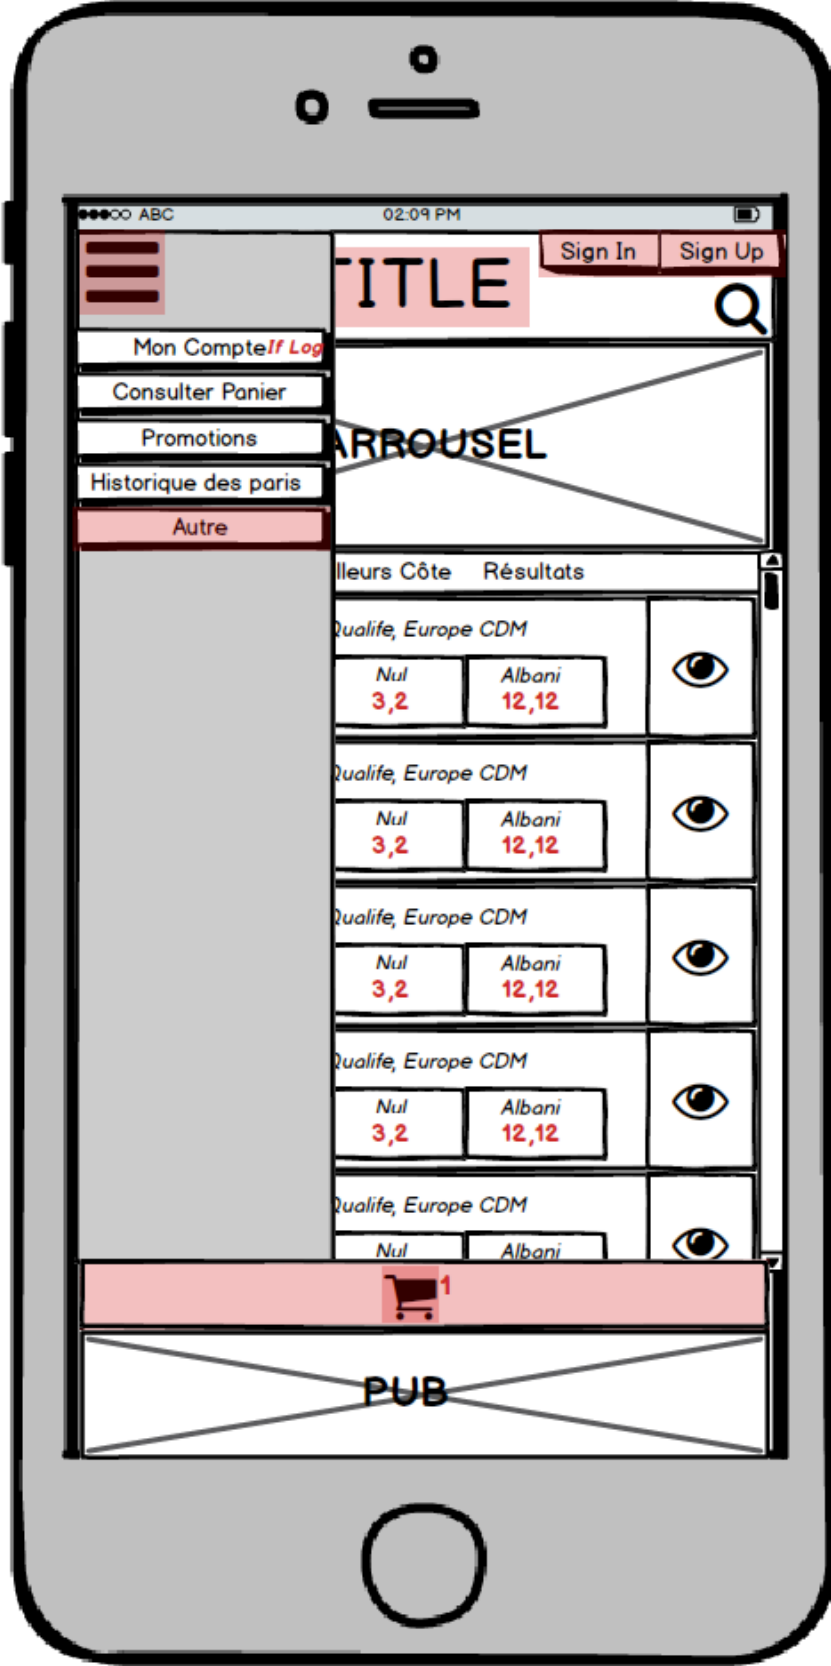 ABC 02:09 PM
Sign In Sign Up
TITLE
Mon Compte If Log
Consulter Panier
Promotions
Historique des paris
Autre
ARROUSEL
lleurs Côte Résultats
Qualife, Europe CDM
Nul Albani
3,2 12,12
Qualife, Europe CDM
Nul Albani
3,2 12,12
Qualife, Europe CDM
Nul Albani
3,2 12,12
Qualife, Europe CDM
Nul Albani
3,2 12,12
Qualife, Europe CDM
Nul Albani
1
PUB